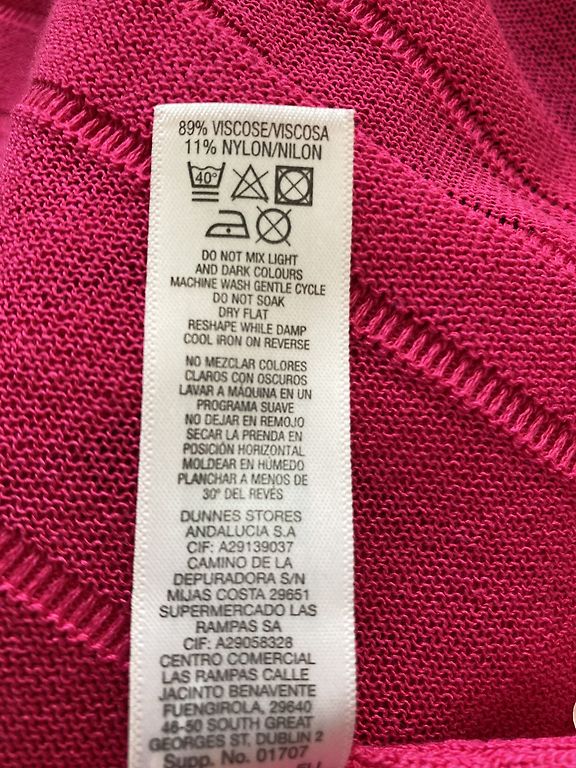 89% VISCOSE/VISCOSA
11% NYLON/NILON
40°
DO NOT MIX LIGHT
AND DARK COLOURS
MACHINE WASH GENTLE CYCLE
DO NOT SOAK
DRY FLAT
RESHAPE WHILE DAMP
COOL IRON ON REVERSE
NO MEZCLAR COLORES
CLAROS CON OSCUROS
LAVAR A MÁQUINA EN UN
PROGRAMA SUAVE
NO DEJAR EN REMOJO
SECAR LA PRENDA EN
POSICIÓN HORIZONTAL
MOLDEAR EN HÚMEDO
PLANCHAR A MENOS DE
30º DEL REVÉS
DUNNES STORES
ANDALUCIA S.A
CIF: A29139037
CAMINO DE LA
DEPURADORA S/N
MIJAS COSTA 29651
SUPERMERCADO LAS
RAMPAS SA
CIF: A29058328
CENTRO COMERCIAL
LAS RAMPAS CALLE
JACINTO BENAVENTE
FUENGIROLA, 29640
46-50 SOUTH GREAT
GEORGES ST. DUBLIN 2
Supp. No. 01707